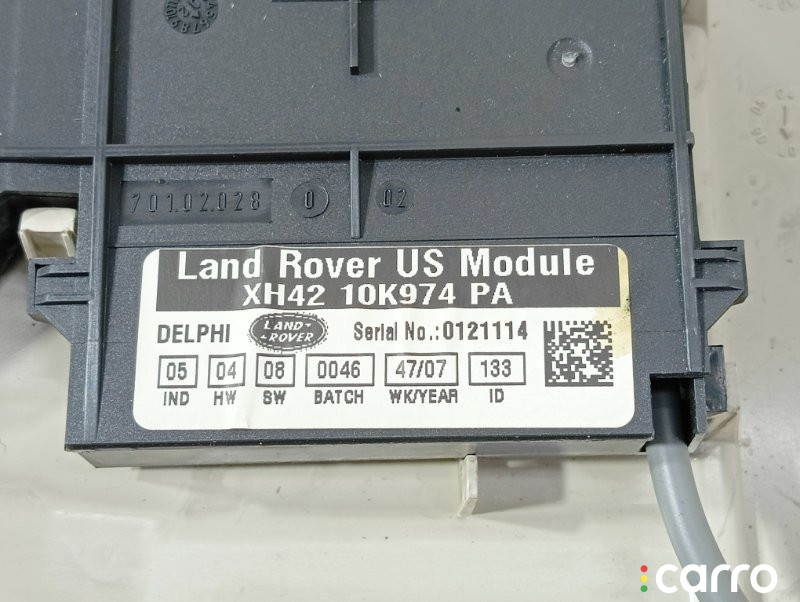 701.02.028 0 02
Land Rover US Module
XH42 10K974 PA
DELPHI LAND-ROVER Serial No.:0121114
05 04 08 0046 47/07 133
IND HW SW BATCH WK/YEAR ID
carro